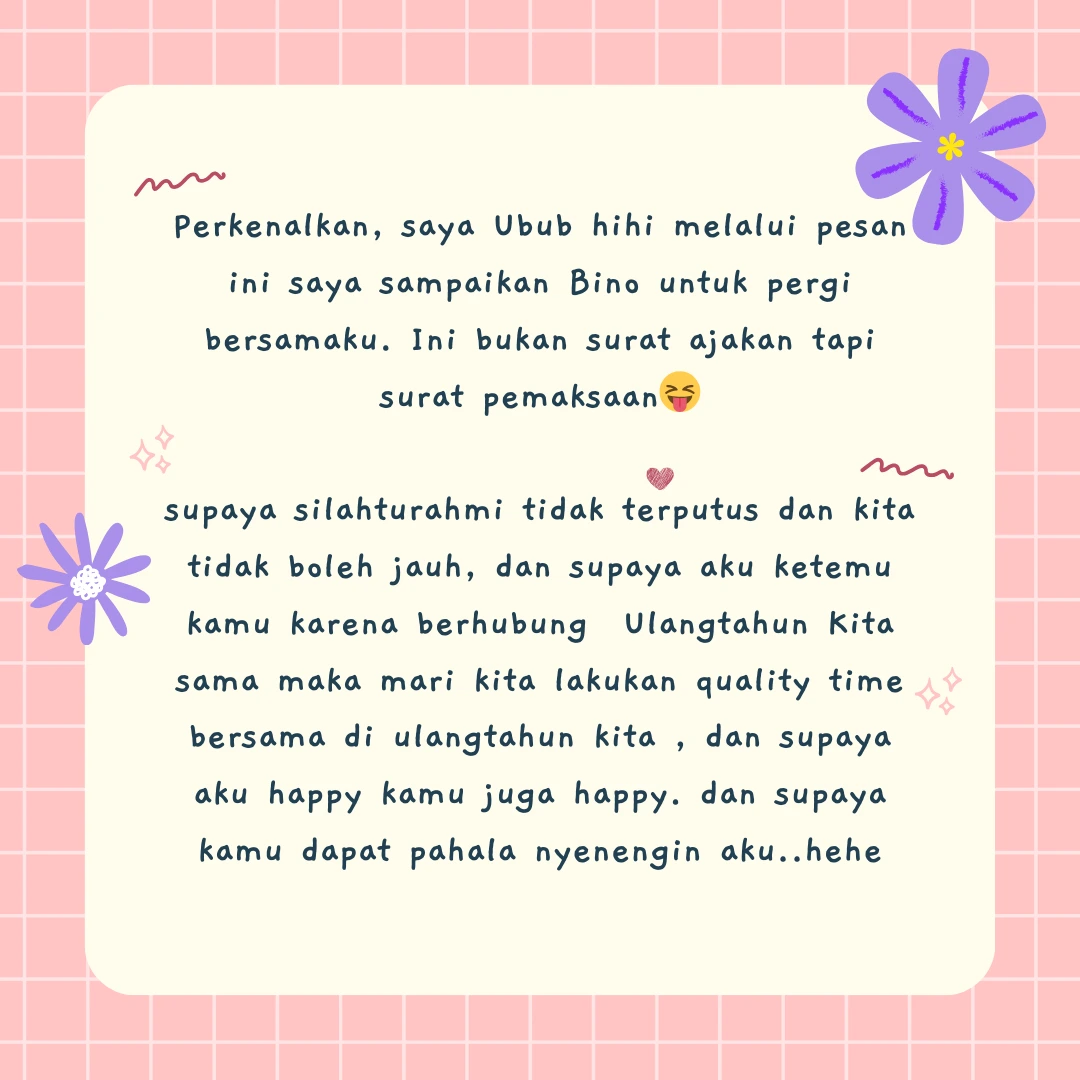 Perkenalkan, saya Ubub hihi melalui pesan
ini saya sampaikan Bino untuk pergi
bersamaku. Ini bukan surat ajakan tapi
surat pemaksaan😝
supaya silahturahmi tidak terputus dan kita
tidak boleh jauh, dan supaya aku ketemu
kamu karena berhubung  Ulangtahun Kita
sama maka mari kita lakukan quality time
bersama di ulangtahun kita , dan supaya
aku happy kamu juga happy. dan supaya
kamu dapat pahala nyenengin aku..hehe